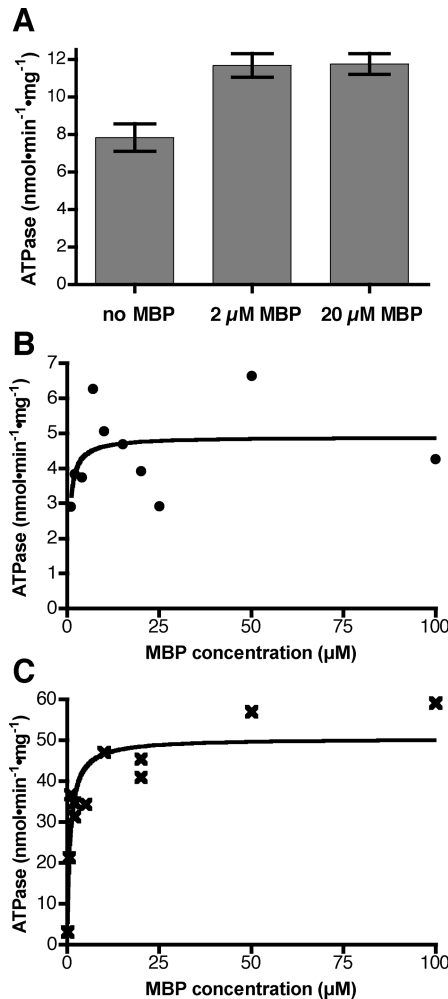 A
ATPase (nmol•min⁻¹•mg⁻¹)
12
10
8
6
4
2
0
no MBP 2 µM MBP 20 µM MBP
B
ATPase (nmol•min⁻¹•mg⁻¹)
7
6
5
4
3
2
1
0
0 25 50 75 100
MBP concentration (µM)
C
ATPase (nmol•min⁻¹•mg⁻¹)
60
50
40
30
20
10
0
0 25 50 75 100
MBP concentration (µM)